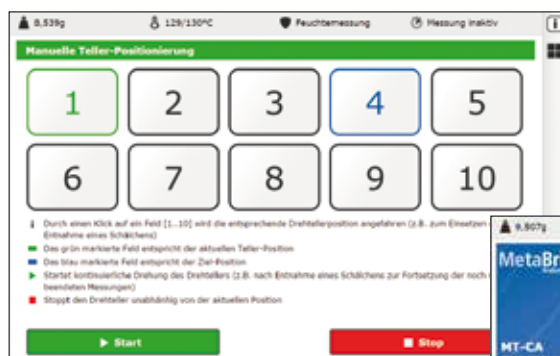 8,539g 129/130°C Feuchtemessung Messung inaktiv
Manuelle Teller-Positionierung
1 2 3 4 5
6 7 8 9 10
Durch einen Klick auf ein Feld [1..10] wird die entsprechende Drehtellerposition angefahren (z.B. zum Einsetzen
Entnahme eines Schälchens)
Das grün markierte Feld entspricht der aktuellen Teller-Position
Das blau markierte Feld entspricht der Ziel-Position
Startet kontinuierliche Drehung des Drehtellers (z.B. nach Entnahme eines Schälchens zur Fortsetzung der noch
beendeten Messungen)
Stoppt den Drehteller unabhängig von der aktuellen Position
Start Stop
9,807g
MetaBr
MT-CA